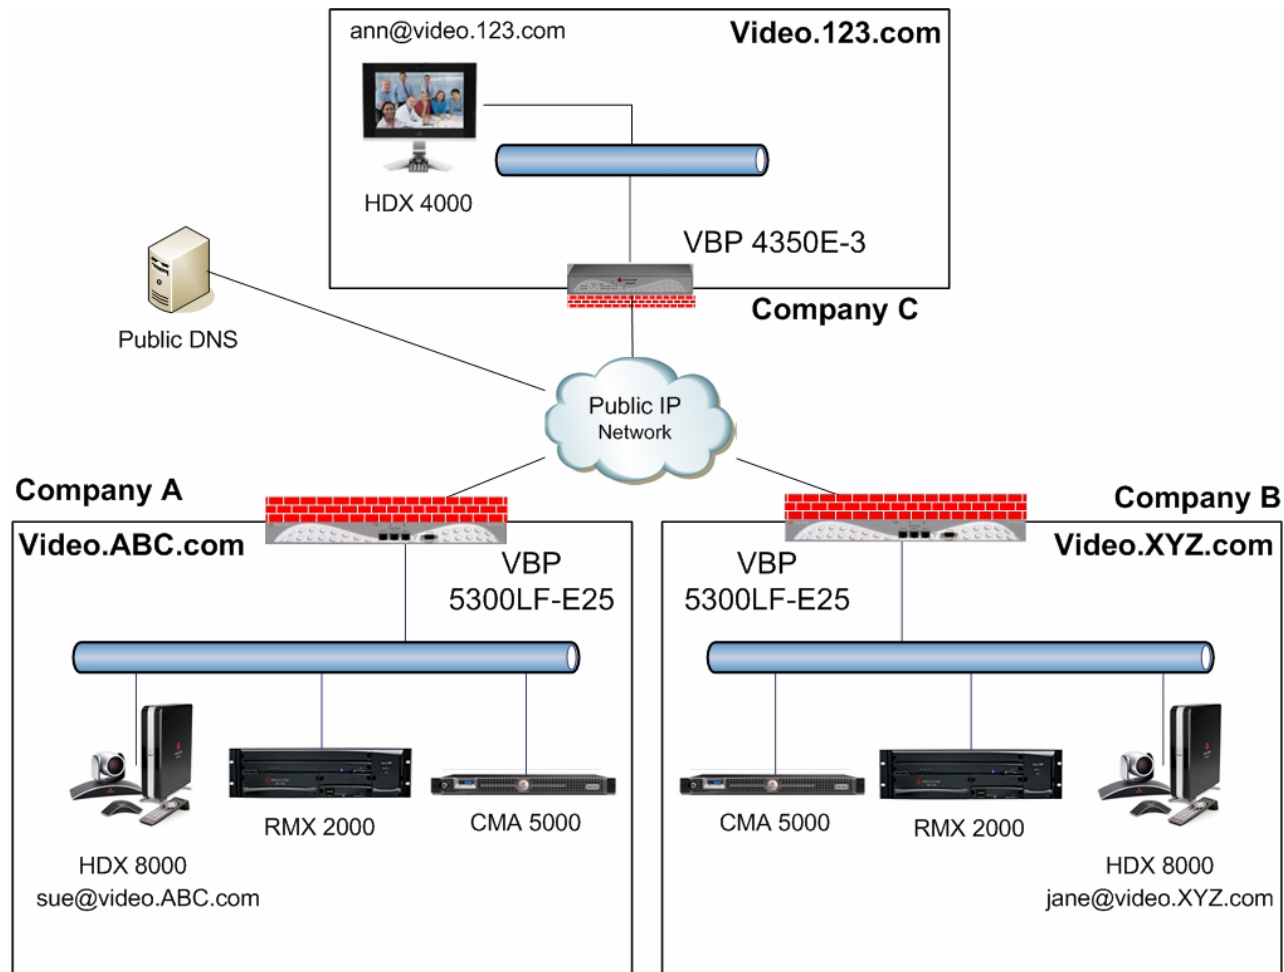 ann@video.123.com
Video.123.com
HDX 4000
VBP 4350E-3
Company C
Public DNS
Public IP
Network
Company A
Company B
Video.ABC.com
VBP
5300LF-E25
VBP
5300LF-E25
Video.XYZ.com
HDX 8000
sue@video.ABC.com
RMX 2000
CMA 5000
CMA 5000
RMX 2000
HDX 8000
jane@video.XYZ.com